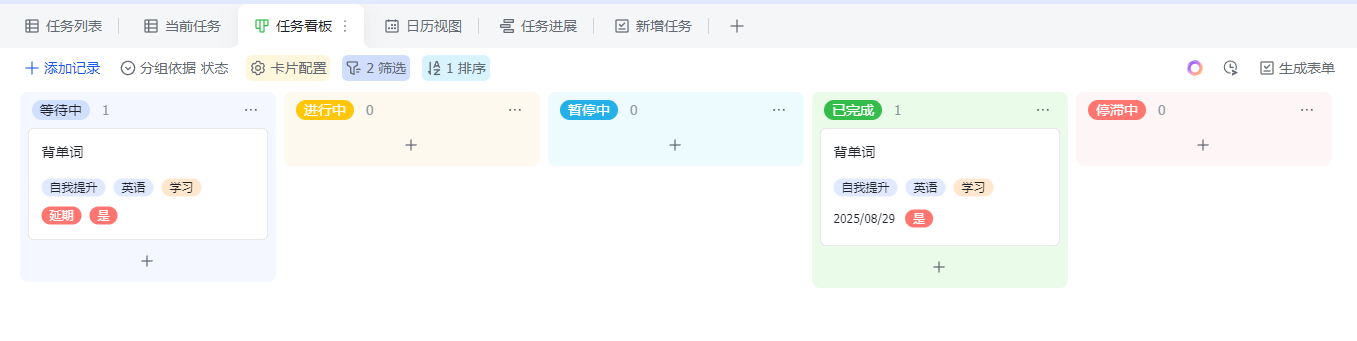 任务列表 当前任务 任务看板 日历视图 任务进展 新增任务
添加记录 分组依据 状态 卡片配置 2 筛选 1 排序 生成表单
等待中 1 进行中 0 暂停中 0 已完成 1 停滞中 0
背单词 背单词
自我提升 英语 学习 自我提升 英语 学习
延期 是 2025/08/29 是